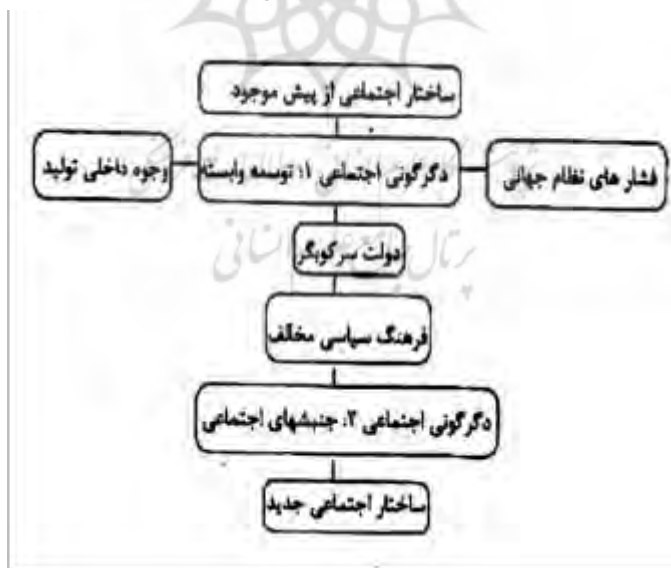 ساختار اجتماعی از پیش موجود
فشار های نظام جهانی
دگرگونی اجتماعی ۱: توسعه وابسته
وجوه داخلی تولید
دولت سرکوبگر
فرهنگ سیاسی مخالف
دگرگونی اجتماعی ۲: جنبشهای اجتماعی
ساختار اجتماعی جدید